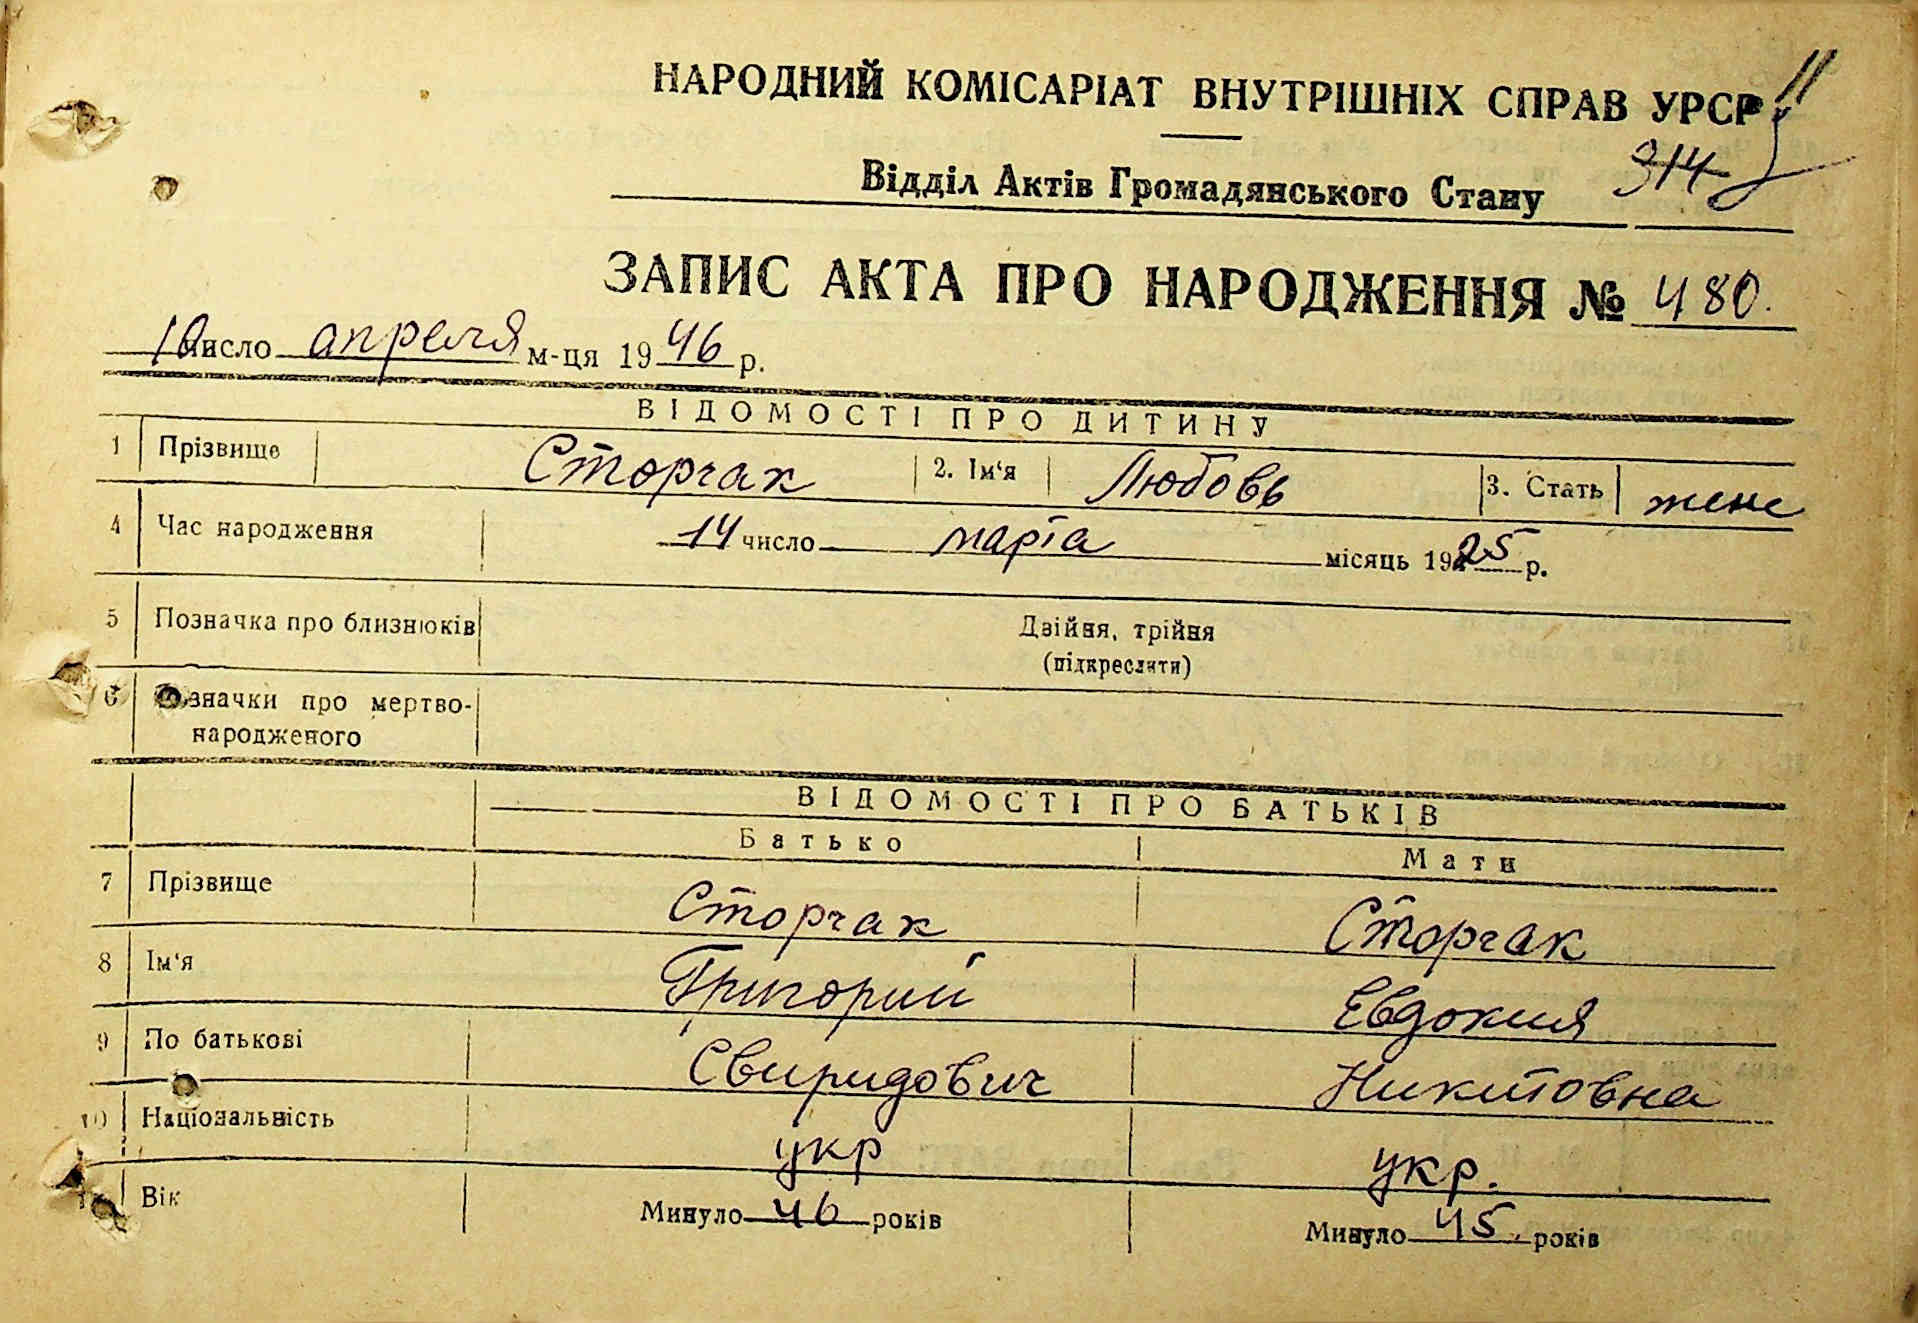 НАРОДНИЙ КОМІСАРІАТ ВНУТРІШНІХ СПРАВ УРСР
Відділ Актів Громадянського Стану 314
ЗАПИС АКТА ПРО НАРОДЖЕННЯ № 480.
10 число апреля м-ця 1946 р.
ВІДОМОСТІ ПРО ДИТИНУ
1 Прізвище Сторчак 2. Ім'я Любовь 3. Стать женс
4 Час народження 14 число марта місяць 1925 р.
5 Позначка про близнюків Двійня, трійня
(підкреслити)
6 Позначки про мертво-
народженого
ВІДОМОСТІ ПРО БАТЬКІВ
Батько Мати
7 Прізвище Сторчак Сторчак
8 Ім'я Григорий Евдокия
9 По батькові Свиридович Никитовна
10 Національність укр укр.
Вік Минуло 46 років Минуло 45 років